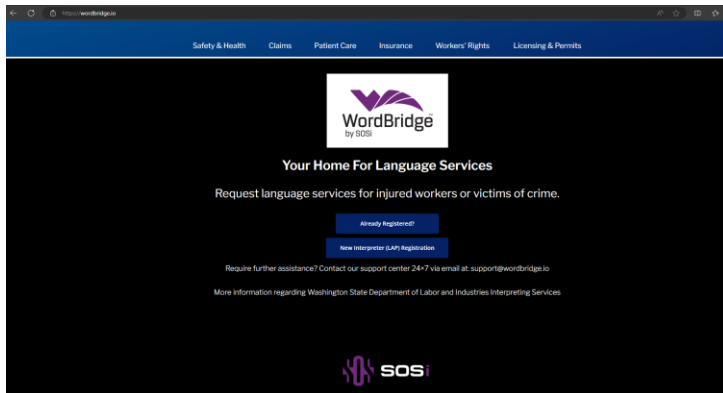 https://wordbridge.io
Safety & Health Claims Patient Care Insurance Workers' Rights Licensing & Permits
WordBridge
by SOSi
Your Home For Language Services
Request language services for injured workers or victims of crime.
Already Registered?
New Interpreter (LAP) Registration
Require further assistance? Contact our support center 24×7 via email at: support@wordbridge.io
More information regarding Washington State Department of Labor and Industries Interpreting Services
SOSi